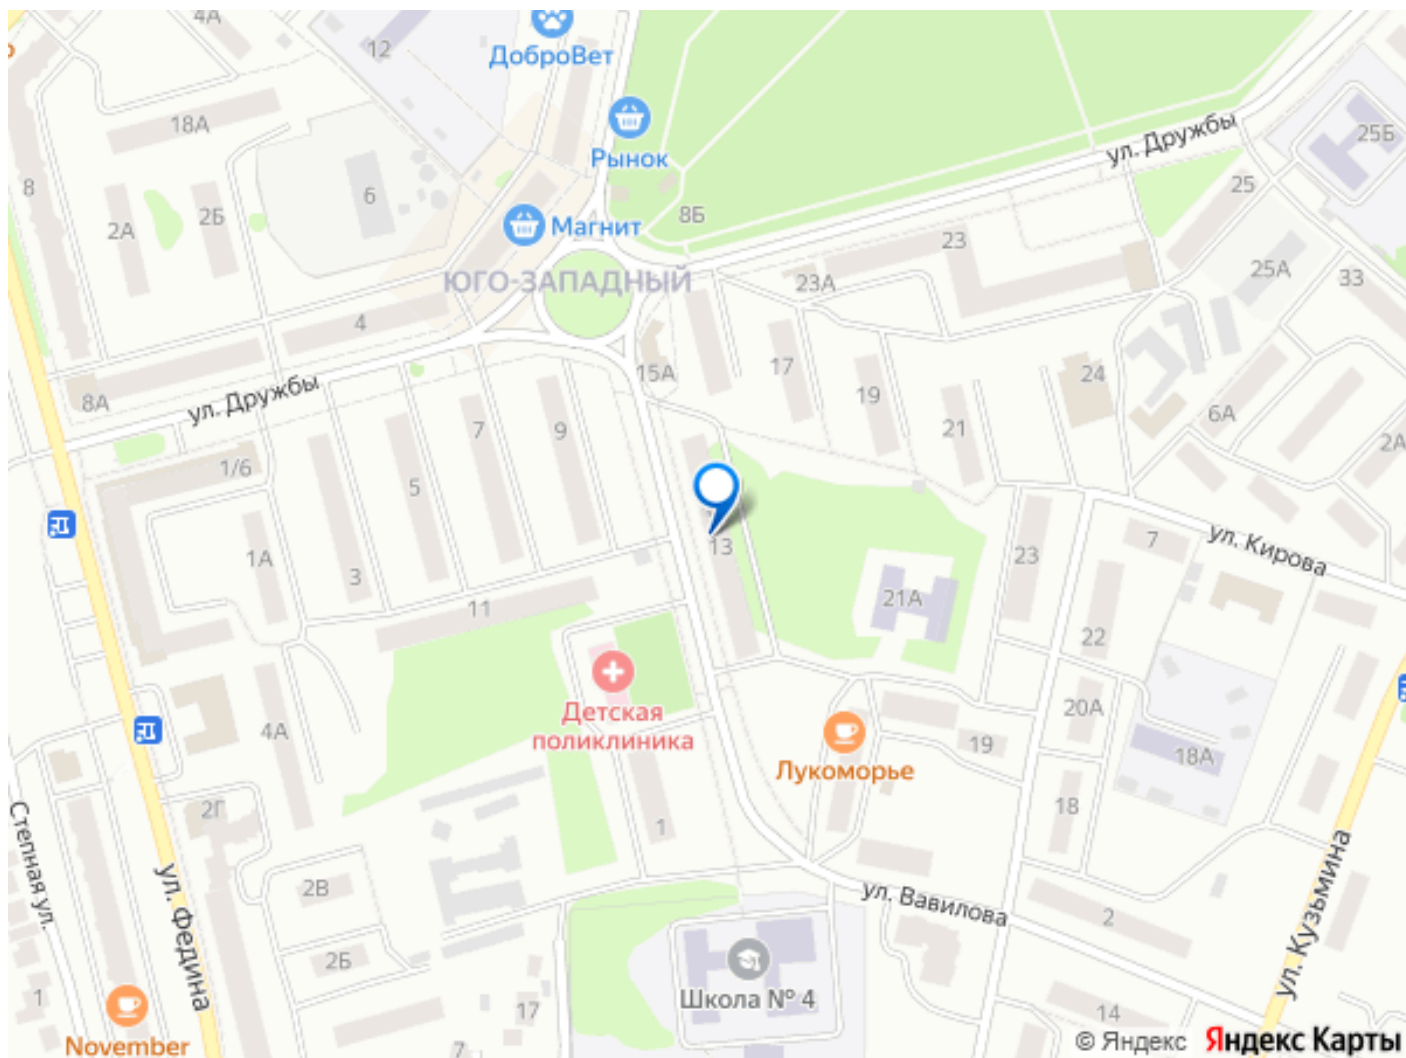 4А
12
ДоброВет
18А
Рынок
ул. Дружбы
25Б
8
6
2А
2Б
8Б
25
Магнит
23
ЮГО-ЗАПАДНЫЙ
23А
25А
33
4
15А
17
19
24
8А
ул. Дружбы
6А
7
9
21
2А
1/6
5
1А
3
13
23
7
ул. Кирова
11
21А
22
Детская
поликлиника
4А
20А
19
18А
Лукоморье
2Г
1
18
Степная ул.
ул. Федина
2В
ул. Вавилова
2
ул. Кузьмина
2Б
Школа № 4
1
17
14
November
7
© Яндекс Яндекс Карты